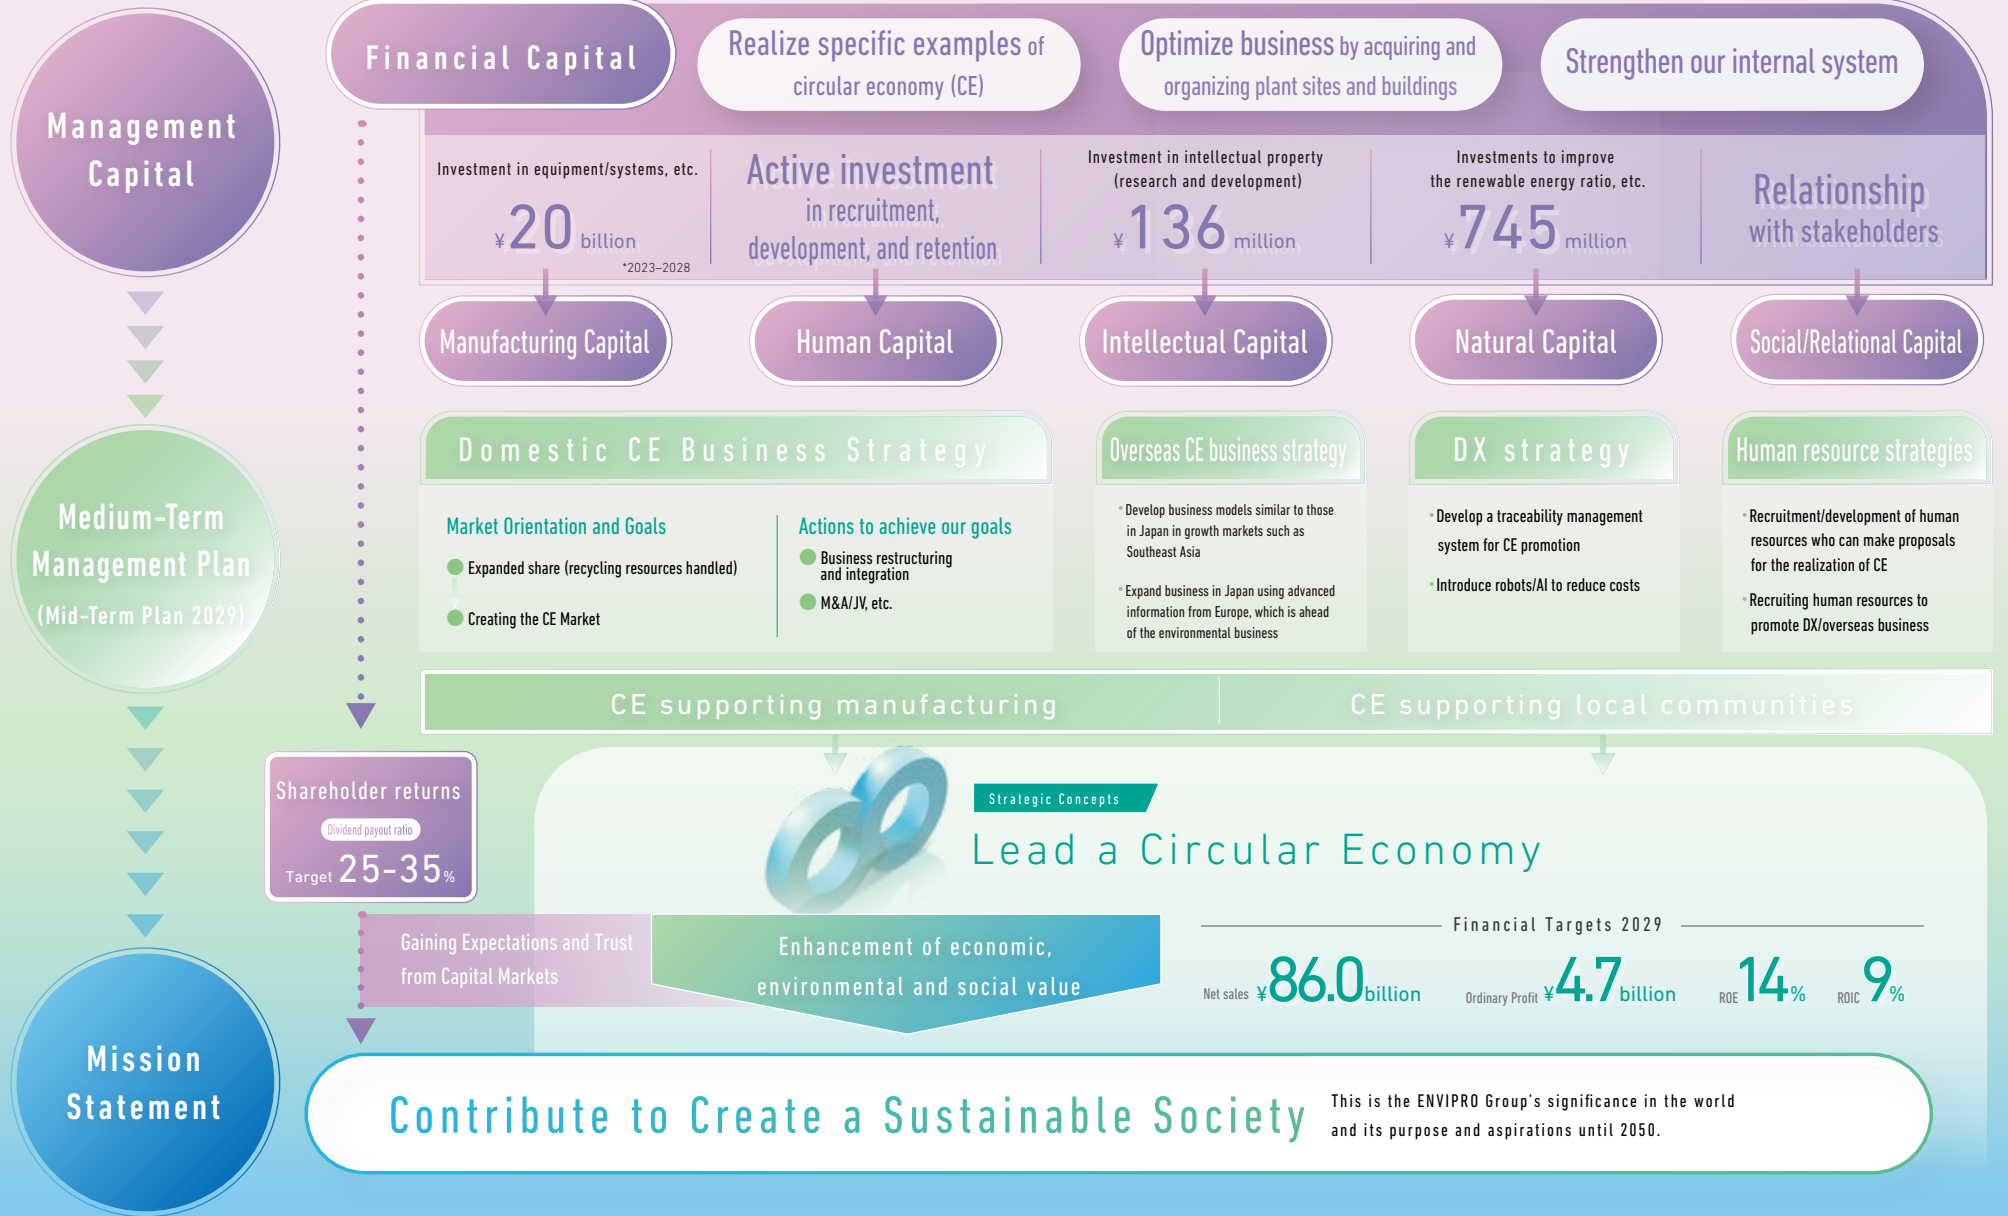 Management
Capital
Financial Capital
Realize specific examples of
circular economy (CE)
Optimize business by acquiring and
organizing plant sites and buildings
Strengthen our internal system
Investment in equipment/systems, etc.
¥20 billion
*2023–2028
Active investment
in recruitment,
development, and retention
Investment in intellectual property
(research and development)
¥136 million
Investments to improve
the renewable energy ratio, etc.
¥745 million
Relationship
with stakeholders
Manufacturing Capital
Human Capital
Intellectual Capital
Natural Capital
Social/Relational Capital
Medium-Term
Management Plan
(Mid-Term Plan 2029)
Domestic CE Business Strategy
Market Orientation and Goals
Expanded share (recycling resources handled)
Creating the CE Market
Actions to achieve our goals
Business restructuring
and integration
M&A/JV, etc.
Overseas CE business strategy
•Develop business models similar to those
in Japan in growth markets such as
Southeast Asia
•Expand business in Japan using advanced
information from Europe, which is ahead
of the environmental business
DX strategy
•Develop a traceability management
system for CE promotion
•Introduce robots/AI to reduce costs
Human resource strategies
•Recruitment/development of human
resources who can make proposals
for the realization of CE
•Recruiting human resources to
promote DX/overseas business
CE supporting manufacturing
CE supporting local communities
Shareholder returns
Dividend payout ratio
Target 25-35%
Strategic Concepts
Lead a Circular Economy
Gaining Expectations and Trust
from Capital Markets
Enhancement of economic,
environmental and social value
Financial Targets 2029
Net sales ¥86.0billion
Ordinary Profit ¥4.7billion
ROE 14%
ROIC 9%
Mission
Statement
Contribute to Create a Sustainable Society
This is the ENVIPRO Group's significance in the world
and its purpose and aspirations until 2050.